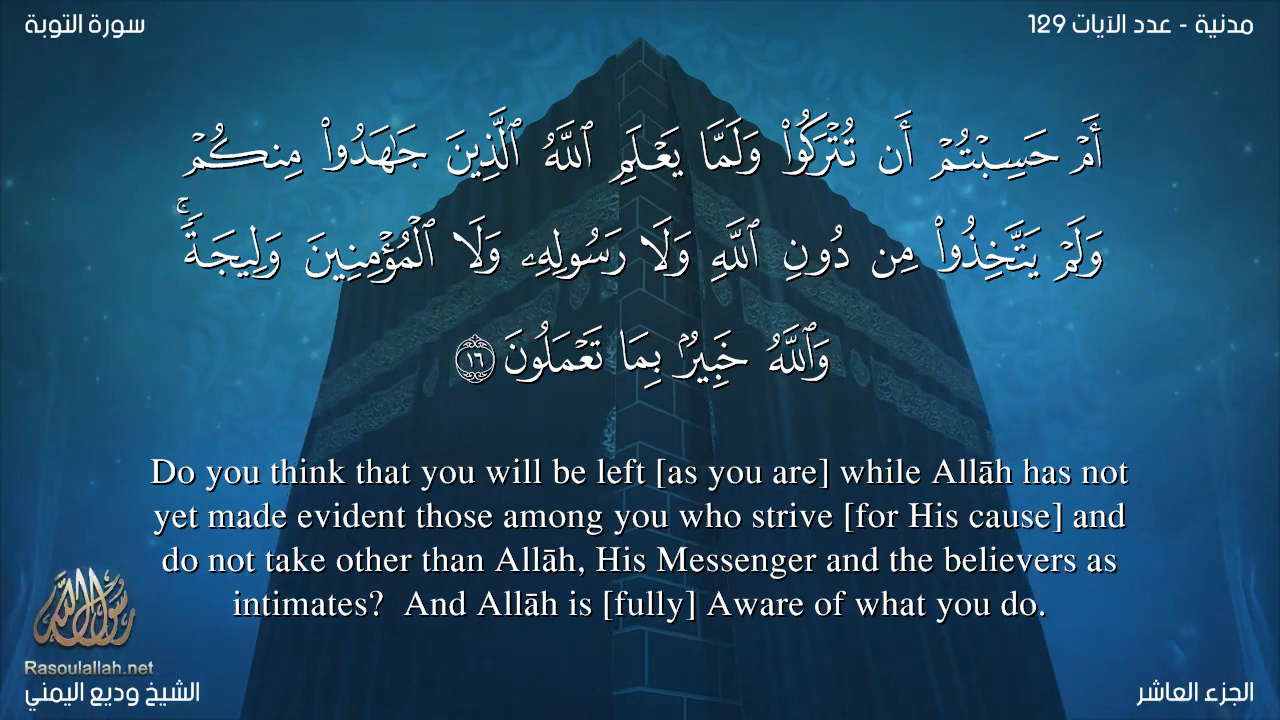 سورة التوبة
مدنية - عدد الآيات 129
أَمْ حَسِبْتُمْ أَن تُتْرَكُوا۟ وَلَمَّا يَعْلَمِ ٱللَّهُ ٱلَّذِينَ جَـٰهَدُوا۟ مِنكُمْ
وَلَمْ يَتَّخِذُوا۟ مِن دُونِ ٱللَّهِ وَلَا رَسُولِهِۦ وَلَا ٱلْمُؤْمِنِينَ وَلِيجَةً ۚ
وَٱللَّهُ خَبِيرٌۢ بِمَا تَعْمَلُونَ ١٦
Do you think that you will be left [as you are] while Allāh has not
yet made evident those among you who strive [for His cause] and
do not take other than Allāh, His Messenger and the believers as
intimates? And Allāh is [fully] Aware of what you do.
رسول الله
Rasoulallah.net
الشيخ وديع اليمني
الجزء العاشر